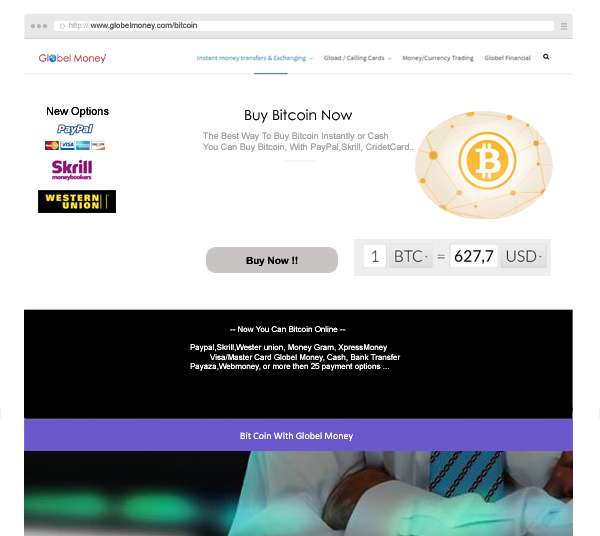 http:// www.globelmoney.com/bitcoin
Globel Money
Instant money transfers & Exchanging
Gload / Calling Cards
Money/Currency Trading
Globel Financial
New Options
PayPal
VISA
Skrill
moneybookers
WESTERN
UNION
Buy Bitcoin Now
The Best Way To Buy Bitcoin Instantly or Cash
You Can Buy Bitcoin, With PayPal,Skrill, CridetCard..
Buy Now !!
1 BTC = 627,7 USD
-- Now You Can Bitcoin Online --
Paypal,Skrill,Wester union, Money Gram, XpressMoney
Visa/Master Card Globel Money, Cash, Bank Transfer
Payaza,Webmoney, or more then 25 payment options ...
Bit Coin With Globel Money